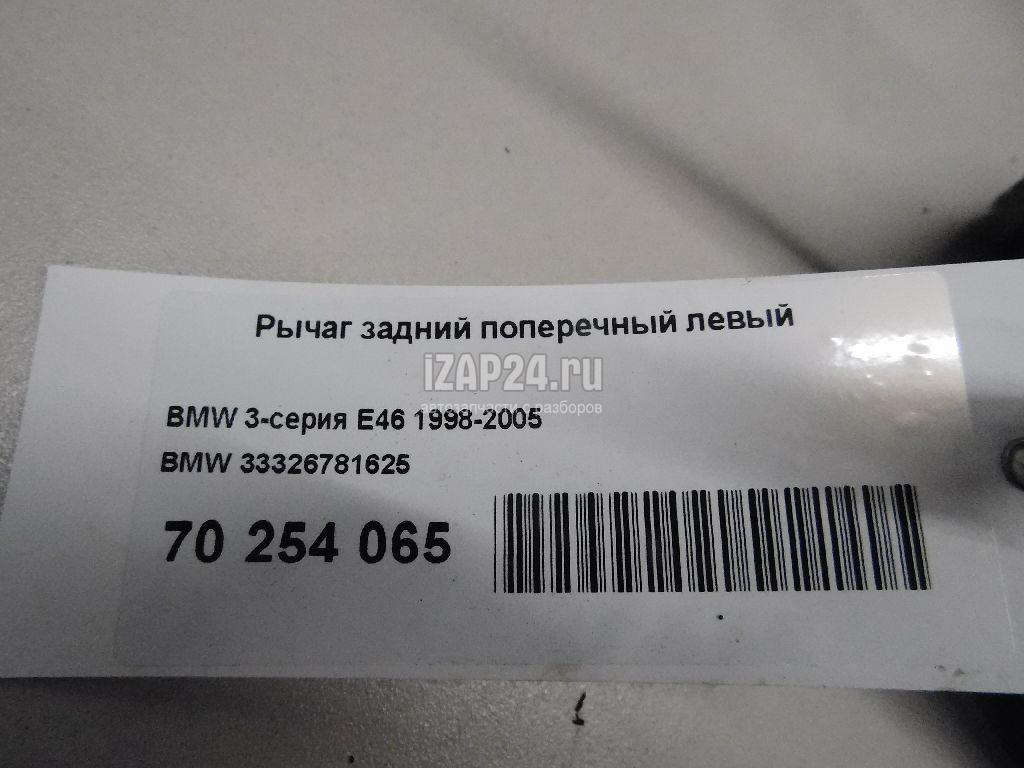 Рычаг задний поперечный левый
iZAP24.ru
автозапчасти с разборов
BMW 3-серия E46 1998-2005
BMW 33326781625
70 254 065